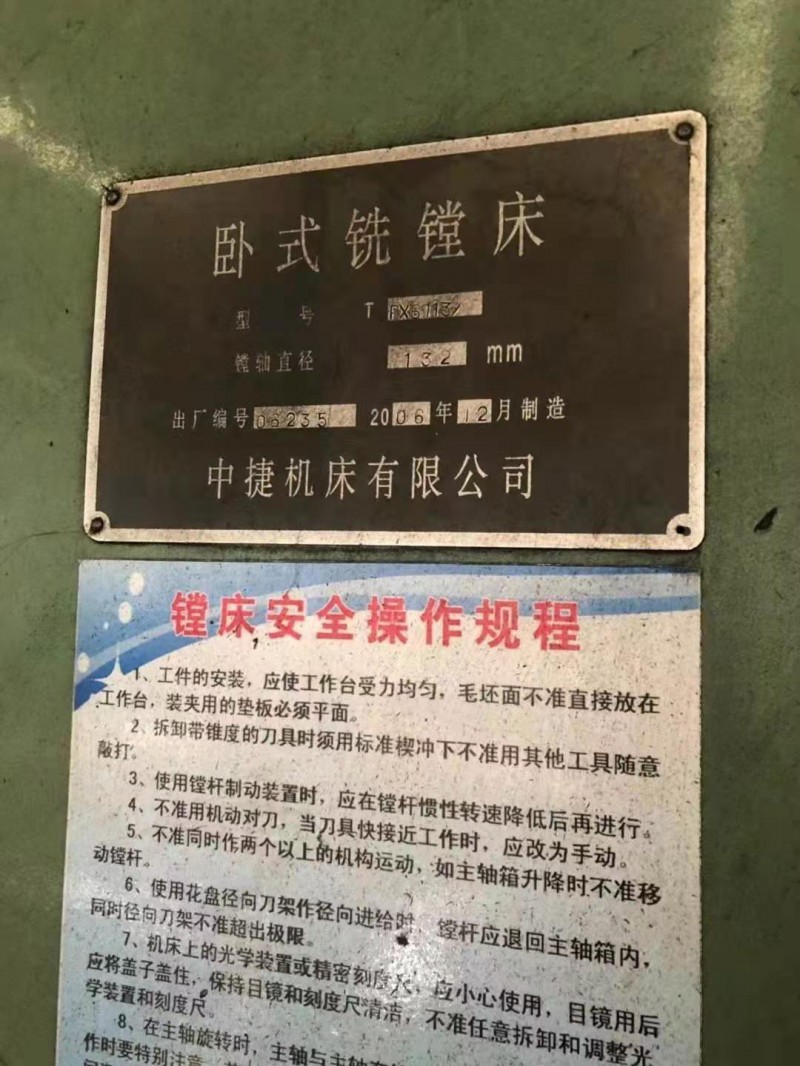 卧式铣镗床
型 号 T PX6113/
镗轴直径 132 mm
出厂编号 06235 2006年12月制造
中捷机床有限公司
镗床安全操作规程
1、工件的安装，应使工作台受力均匀，毛坯面不准直接放在
工作台，装夹用的垫板必须平面。
2、拆卸带锥度的刀具时须用标准楔冲下不准用其他工具随意
敲打。
3、使用镗杆制动装置时，应在镗杆惯性转速降低后再进行。
4、不准用机动对刀，当刀具快接近工作时，应改为手动。
5、不准同时作两个以上的机构运动，如主轴箱升降时不准移
动镗杆。
6、使用花盘径向刀架作径向进给时，镗杆应退回主轴箱内，
同时径向刀架不准超出极限。
7、机床上的光学装置或精密刻度尺，应小心使用，目镜用后
应将盖子盖住，保持目镜和刻度尺清洁，不准任意拆卸和调整光
学装置和刻度尺。
8、在主轴旋转时，主轴与主轴
作时要特别注意